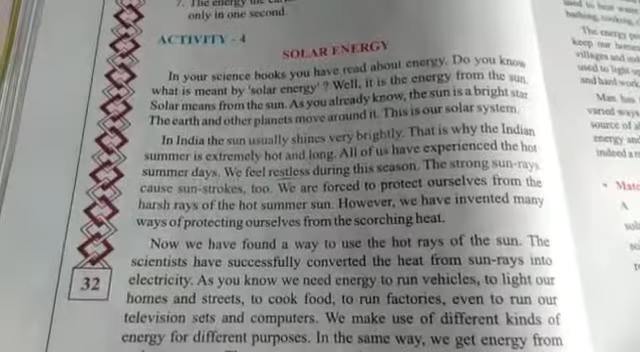 7. The energy
only in one second.
ACTIVITY - 4
SOLAR ENERGY
In your science books you have read about energy. Do you know
what is meant by 'solar energy' ? Well, it is the energy from the sun.
Solar means from the sun. As you already know, the sun is a bright star.
The earth and other planets move around it. This is our solar system.
In India the sun usually shines very brightly. That is why the Indian
summer is extremely hot and long. All of us have experienced the hot
summer days. We feel restless during this season. The strong sun-rays
cause sun-strokes, too. We are forced to protect ourselves from the
harsh rays of the hot summer sun. However, we have invented many
ways of protecting ourselves from the scorching heat.
Now we have found a way to use the hot rays of the sun. The
scientists have successfully converted the heat from sun-rays into
electricity. As you know we need energy to run vehicles, to light our
homes and streets, to cook food, to run factories, even to run our
television sets and computers. We make use of different kinds of
energy for different purposes. In the same way, we get energy from
32
used to heat
The energy
keep our homes
villages and
used to light
and hard work
Man has
varied ways
source of
energy and
indeed a
A